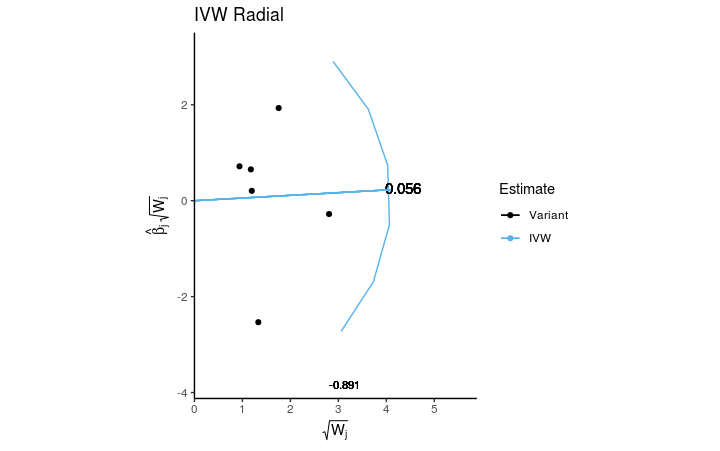 IVW Radial
2
0
-2
-4
β̂ⱼ√Wⱼ
0.056
-0.891
0 1 2 3 4 5
√Wⱼ
Estimate
Variant
IVW